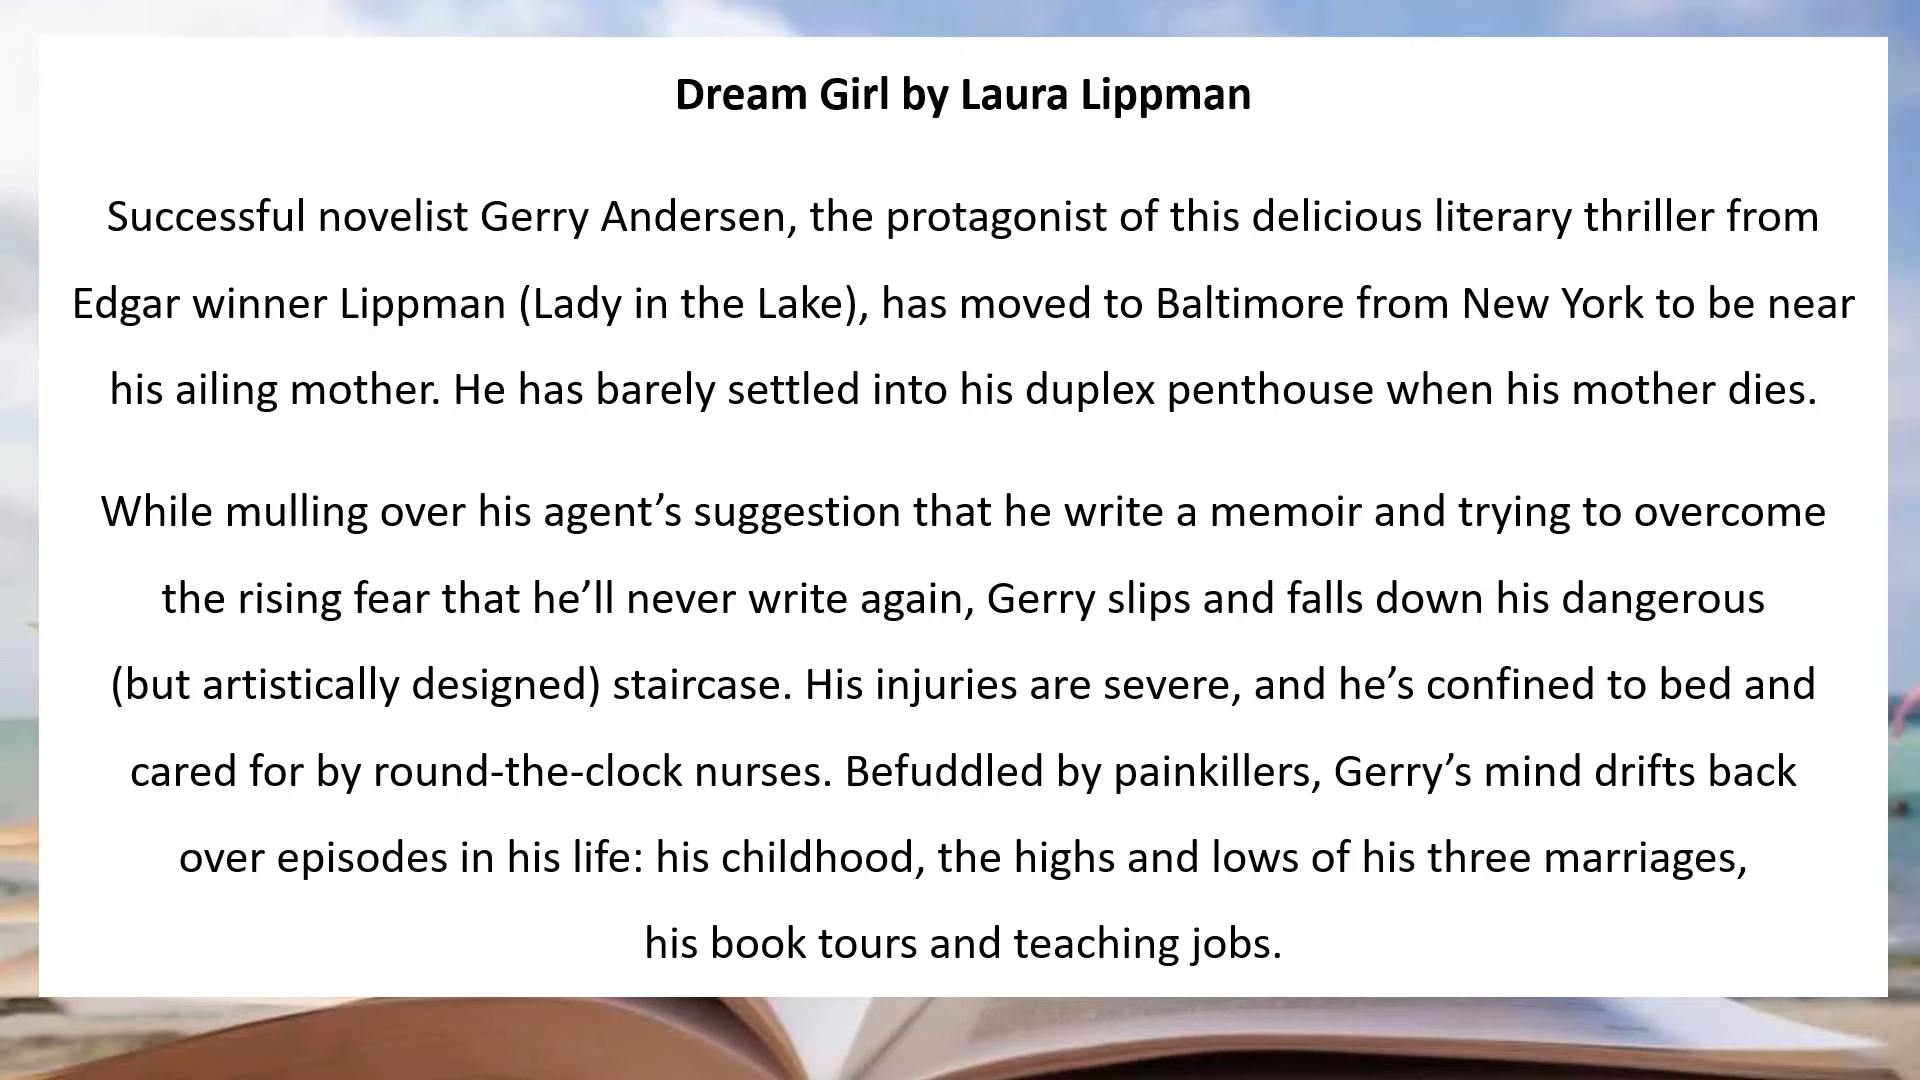 Dream Girl by Laura Lippman
Successful novelist Gerry Andersen, the protagonist of this delicious literary thriller from
Edgar winner Lippman (Lady in the Lake), has moved to Baltimore from New York to be near
his ailing mother. He has barely settled into his duplex penthouse when his mother dies.
While mulling over his agent’s suggestion that he write a memoir and trying to overcome
the rising fear that he’ll never write again, Gerry slips and falls down his dangerous
(but artistically designed) staircase. His injuries are severe, and he’s confined to bed and
cared for by round-the-clock nurses. Befuddled by painkillers, Gerry’s mind drifts back
over episodes in his life: his childhood, the highs and lows of his three marriages,
his book tours and teaching jobs.